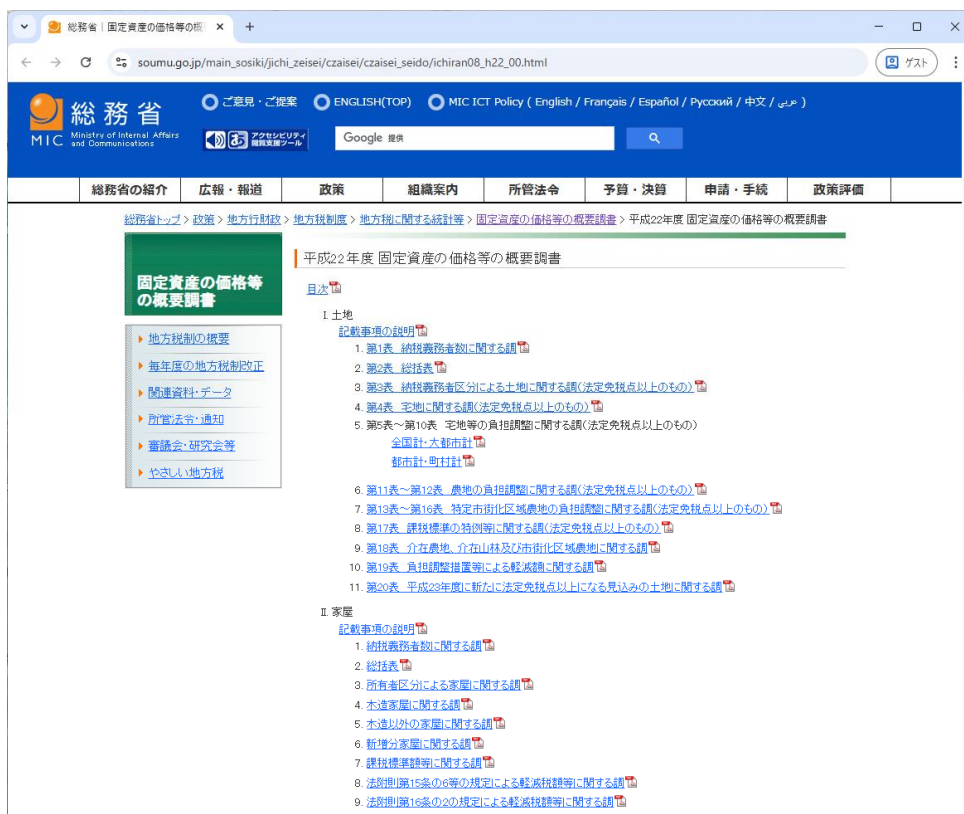 総務省｜固定資産の価格等の概
soumu.go.jp/main_sosiki/jichi_zeisei/czaisei/czaisei_seido/ichiran08_h22_00.html
ゲスト
総務省
MIC Ministry of Internal Affairs and Communications
ご意見・ご提案 ENGLISH(TOP) MIC ICT Policy ( English / Français / Español / Русский / 中文 / عربي )
あ アクセシビリティ閲覧支援ツール Google 提供
総務省の紹介 広報・報道 政策 組織案内 所管法令 予算・決算 申請・手続 政策評価
総務省トップ > 政策 > 地方行財政 > 地方税制度 > 地方税に関する統計等 > 固定資産の価格等の概要調書 > 平成22年度 固定資産の価格等の概要調書
固定資産の価格等
の概要調書
地方税制の概要
毎年度の地方税制改正
関連資料・データ
所管法令・通知
審議会・研究会等
やさしい地方税
平成22年度 固定資産の価格等の概要調書
目次
I. 土地
記載事項の説明
1. 第1表 納税義務者数に関する調
2. 第2表 総括表
3. 第3表 納税義務者区分による土地に関する調(法定免税点以上のもの)
4. 第4表 宅地に関する調(法定免税点以上のもの)
5. 第5表～第10表 宅地等の負担調整に関する調(法定免税点以上のもの)
全国計・大都市計
都市計・町村計
6. 第11表～第12表 農地の負担調整に関する調(法定免税点以上のもの)
7. 第13表～第16表 特定市街化区域農地の負担調整に関する調(法定免税点以上のもの)
8. 第17表 課税標準の特例等に関する調(法定免税点以上のもの)
9. 第18表 介在農地、介在山林及び市街化区域農地に関する調
10. 第19表 負担調整措置等による軽減額に関する調
11. 第20表 平成23年度に新たに法定免税点以上になる見込みの土地に関する調
II. 家屋
記載事項の説明
1. 納税義務者数に関する調
2. 総括表
3. 所有者区分による家屋に関する調
4. 木造家屋に関する調
5. 木造以外の家屋に関する調
6. 新増分家屋に関する調
7. 課税標準額等に関する調
8. 法附則第15条の6等の規定による軽減税額等に関する調
9. 法附則第16条の2の規定による軽減税額等に関する調